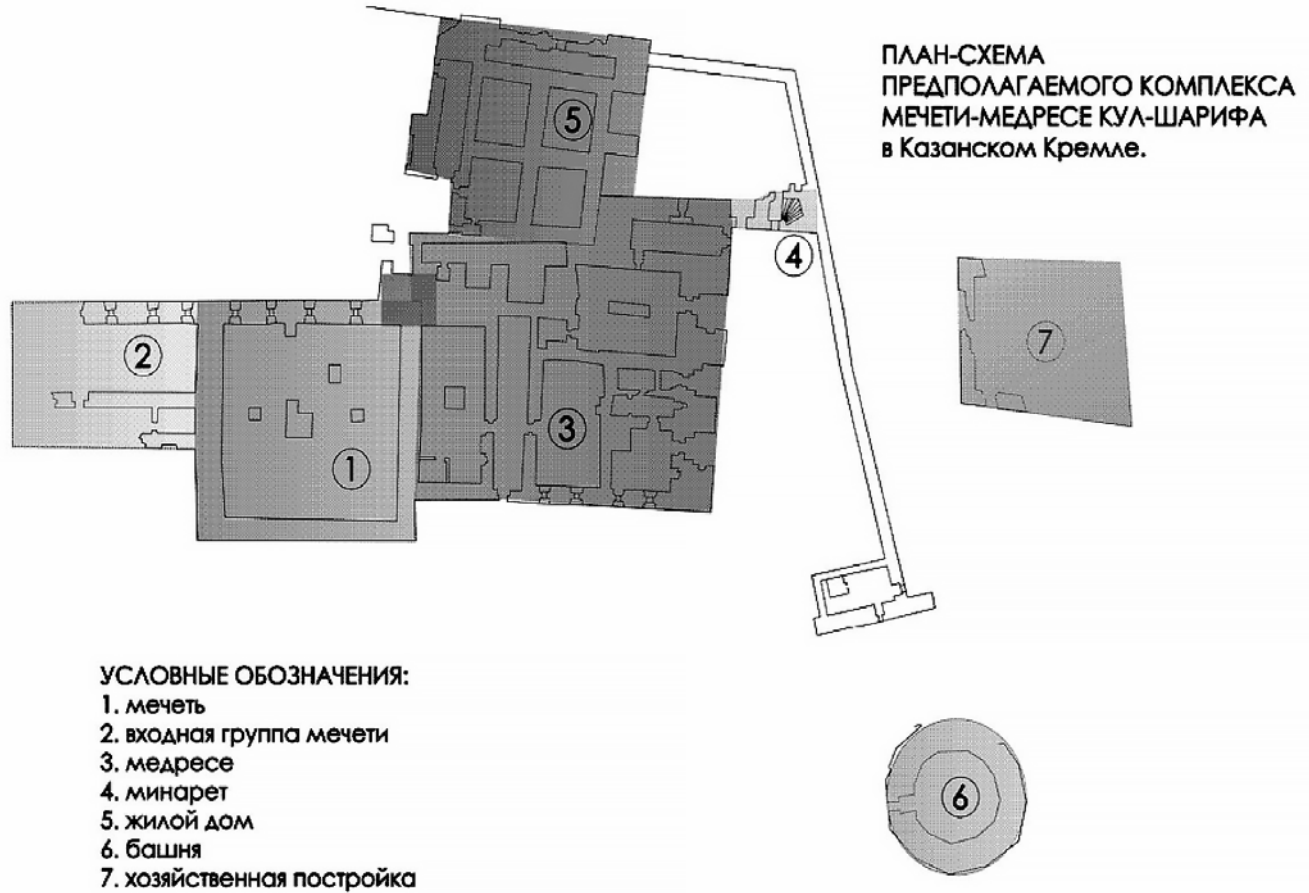 ПЛАН-СХЕМА
ПРЕДПОЛАГАЕМОГО КОМПЛЕКСА
МЕЧЕТИ-МЕДРЕСЕ КУЛ-ШАРИФА
в Казанском Кремле.
5
4
7
2
3
1
УСЛОВНЫЕ ОБОЗНАЧЕНИЯ:
1. мечеть
2. входная группа мечети
3. медресе
4. минарет
5. жилой дом
6. башня
7. хозяйственная постройка
6